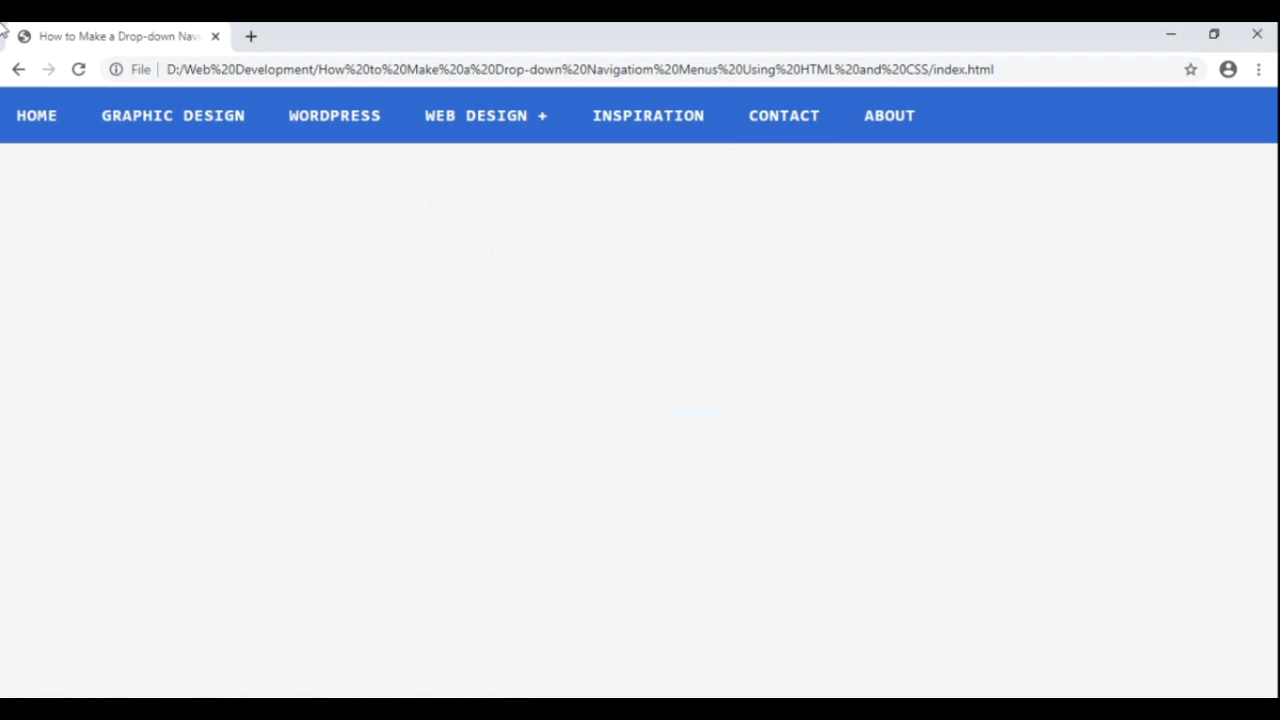 How to Make a Drop-down Nav
File D:/Web%20Development/How%20to%20Make%20a%20Drop-down%20Navigatiom%20Menus%20Using%20HTML%20and%20CSS/index.html
HOME GRAPHIC DESIGN WORDPRESS WEB DESIGN + INSPIRATION CONTACT ABOUT